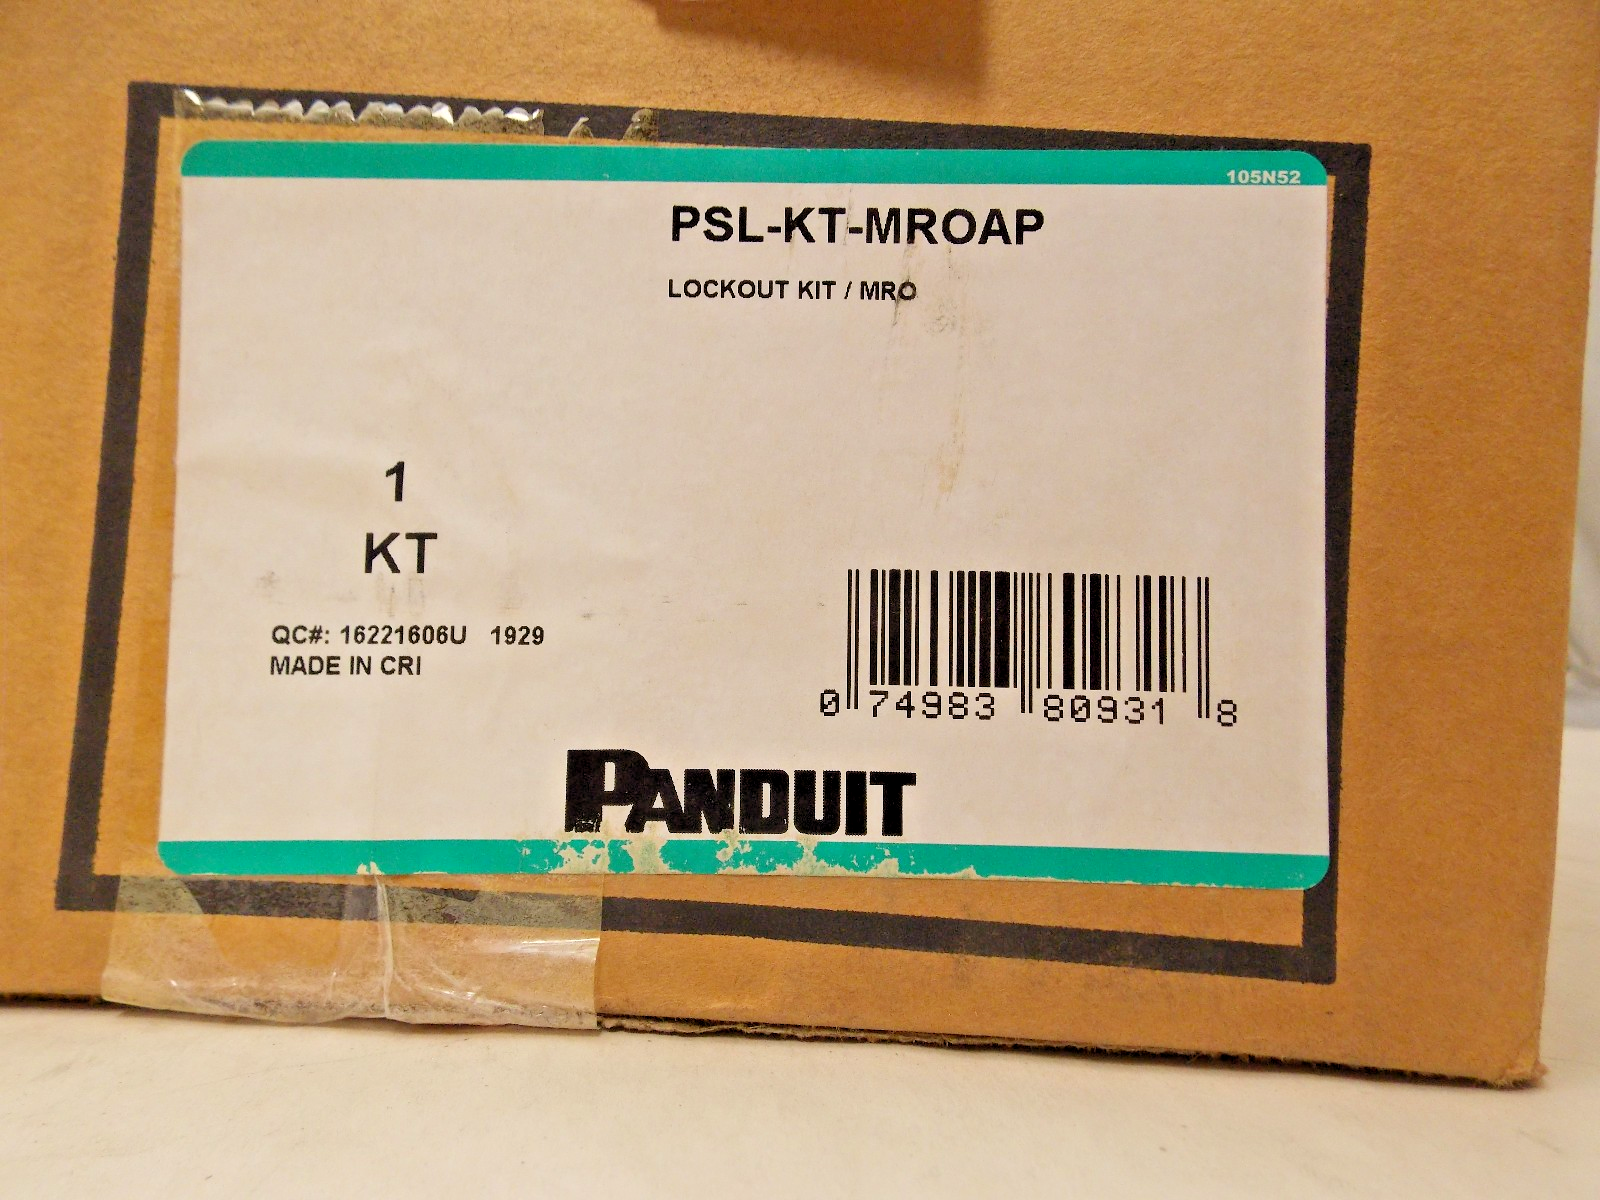 105N52
PSL-KT-MROAP
LOCKOUT KIT / MRO
1
KT
QC#: 16221606U 1929
MADE IN CRI
0 74983 80931 8
PANDUIT